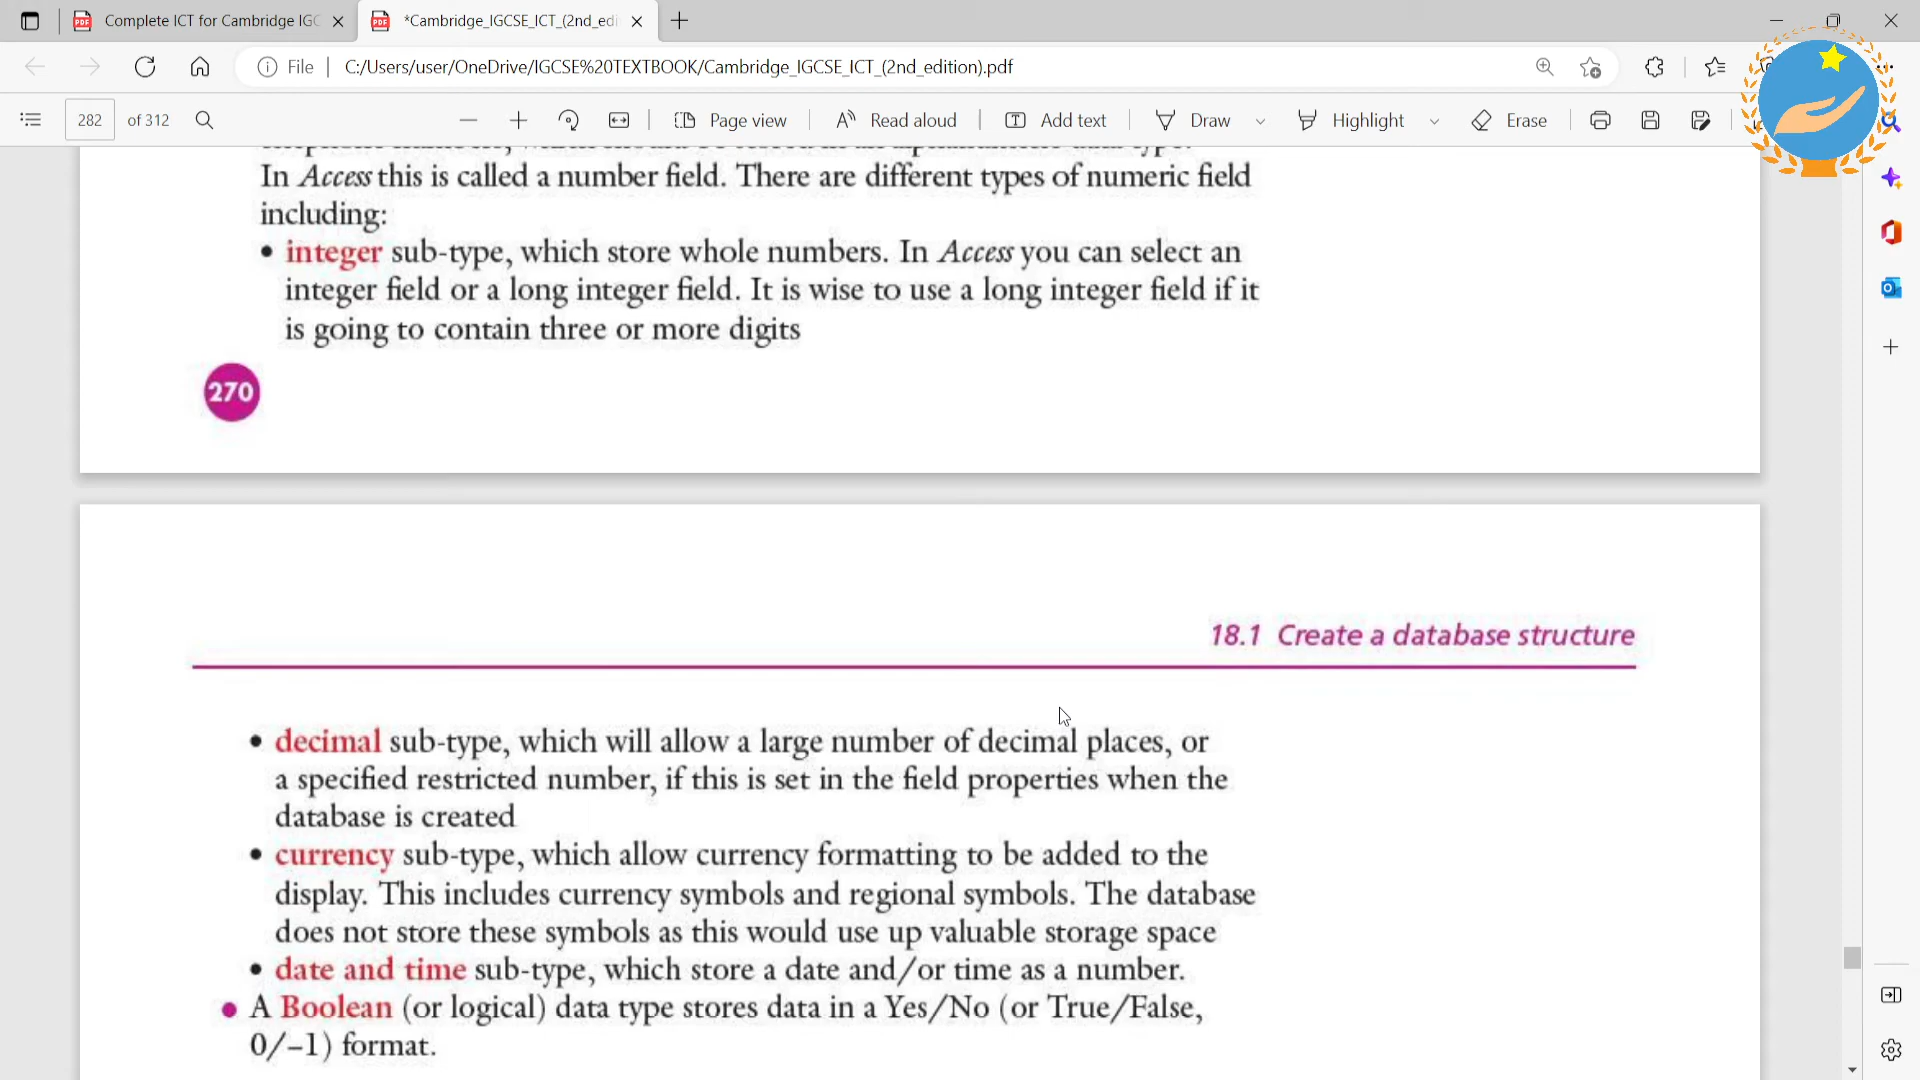 Complete ICT for Cambridge IGC
*Cambridge_IGCSE_ICT_(2nd_edi
File
C:/Users/user/OneDrive/IGCSE%20TEXTBOOK/Cambridge_IGCSE_ICT_(2nd_edition).pdf
282 of 312
Page view
Read aloud
Add text
Draw
Highlight
Erase
In Access this is called a number field. There are different types of numeric field
including:
• integer sub-type, which store whole numbers. In Access you can select an
integer field or a long integer field. It is wise to use a long integer field if it
is going to contain three or more digits
270
18.1 Create a database structure
• decimal sub-type, which will allow a large number of decimal places, or
a specified restricted number, if this is set in the field properties when the
database is created
• currency sub-type, which allow currency formatting to be added to the
display. This includes currency symbols and regional symbols. The database
does not store these symbols as this would use up valuable storage space
• date and time sub-type, which store a date and/or time as a number.
• A Boolean (or logical) data type stores data in a Yes/No (or True/False,
0/–1) format.